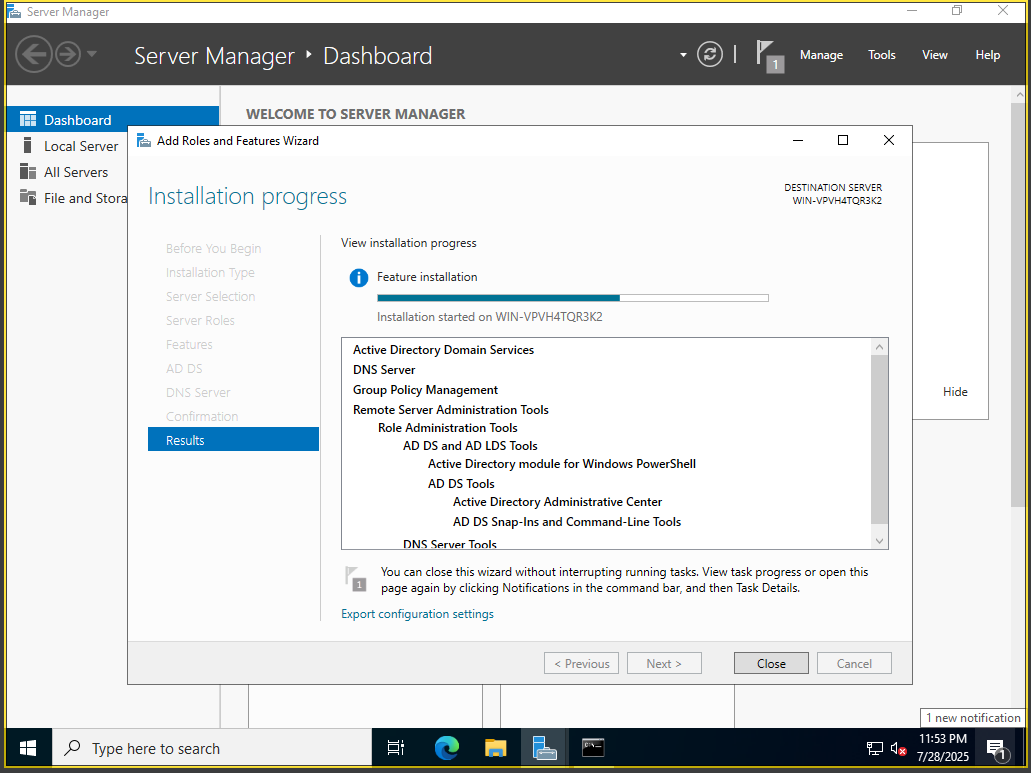 Server Manager
Server Manager Dashboard
1
Manage
Tools
View
Help
WELCOME TO SERVER MANAGER
Dashboard
Local Server
All Servers
File and Stora
Add Roles and Features Wizard
Installation progress
DESTINATION SERVER
WIN-VPVH4TQR3K2
Before You Begin
Installation Type
Server Selection
Server Roles
Features
AD DS
DNS Server
Confirmation
Results
View installation progress
Feature installation
Installation started on WIN-VPVH4TQR3K2
Active Directory Domain Services
DNS Server
Group Policy Management
Remote Server Administration Tools
Role Administration Tools
AD DS and AD LDS Tools
Active Directory module for Windows PowerShell
AD DS Tools
Active Directory Administrative Center
AD DS Snap-Ins and Command-Line Tools
DNS Server Tools
1
You can close this wizard without interrupting running tasks. View task progress or open this
page again by clicking Notifications in the command bar, and then Task Details.
Export configuration settings
< Previous
Next >
Close
Cancel
Hide
1 new notification
Type here to search
11:53 PM
7/28/2025
1